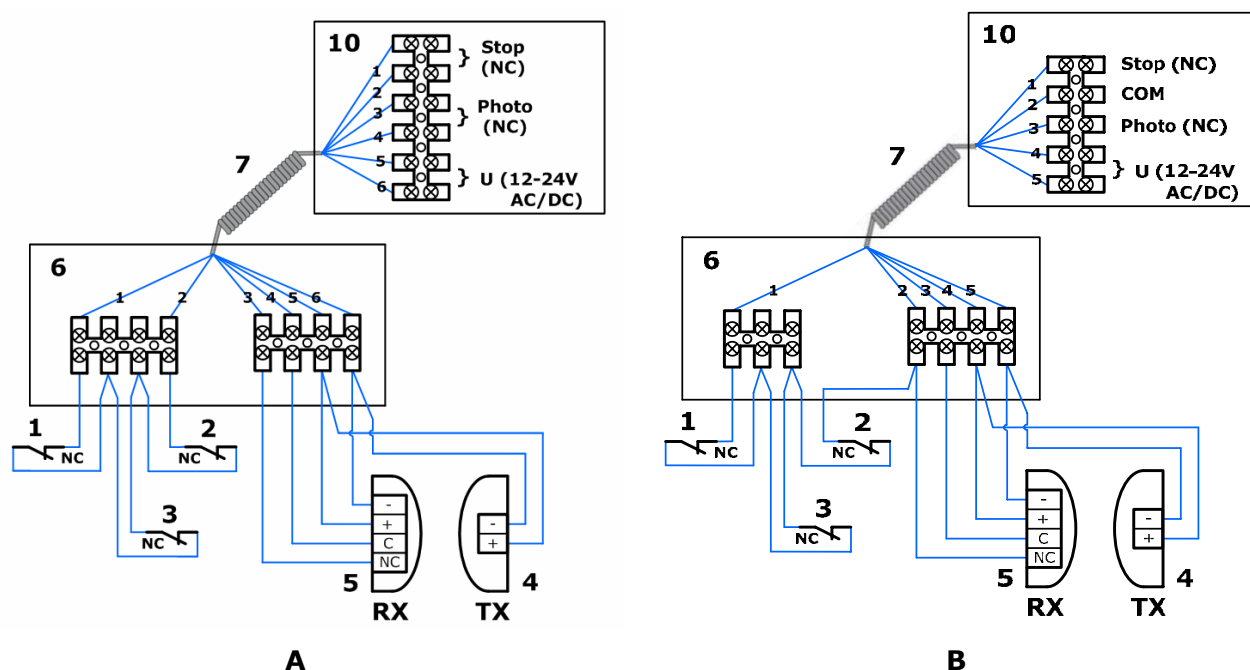 10
Stop
(NC)
1
2
3
4
5
6
Photo
(NC)
U (12-24V
AC/DC)
7
6
1
2
3
4
5
6
1
NC
2
NC
3
NC
-
+
C
NC
-
+
5
4
RX
TX
A
10
Stop (NC)
COM
Photo (NC)
U (12-24V
AC/DC)
1
2
3
4
5
7
6
1
2
3
4
5
1
NC
2
NC
3
NC
-
+
C
NC
-
+
5
4
RX
TX
B